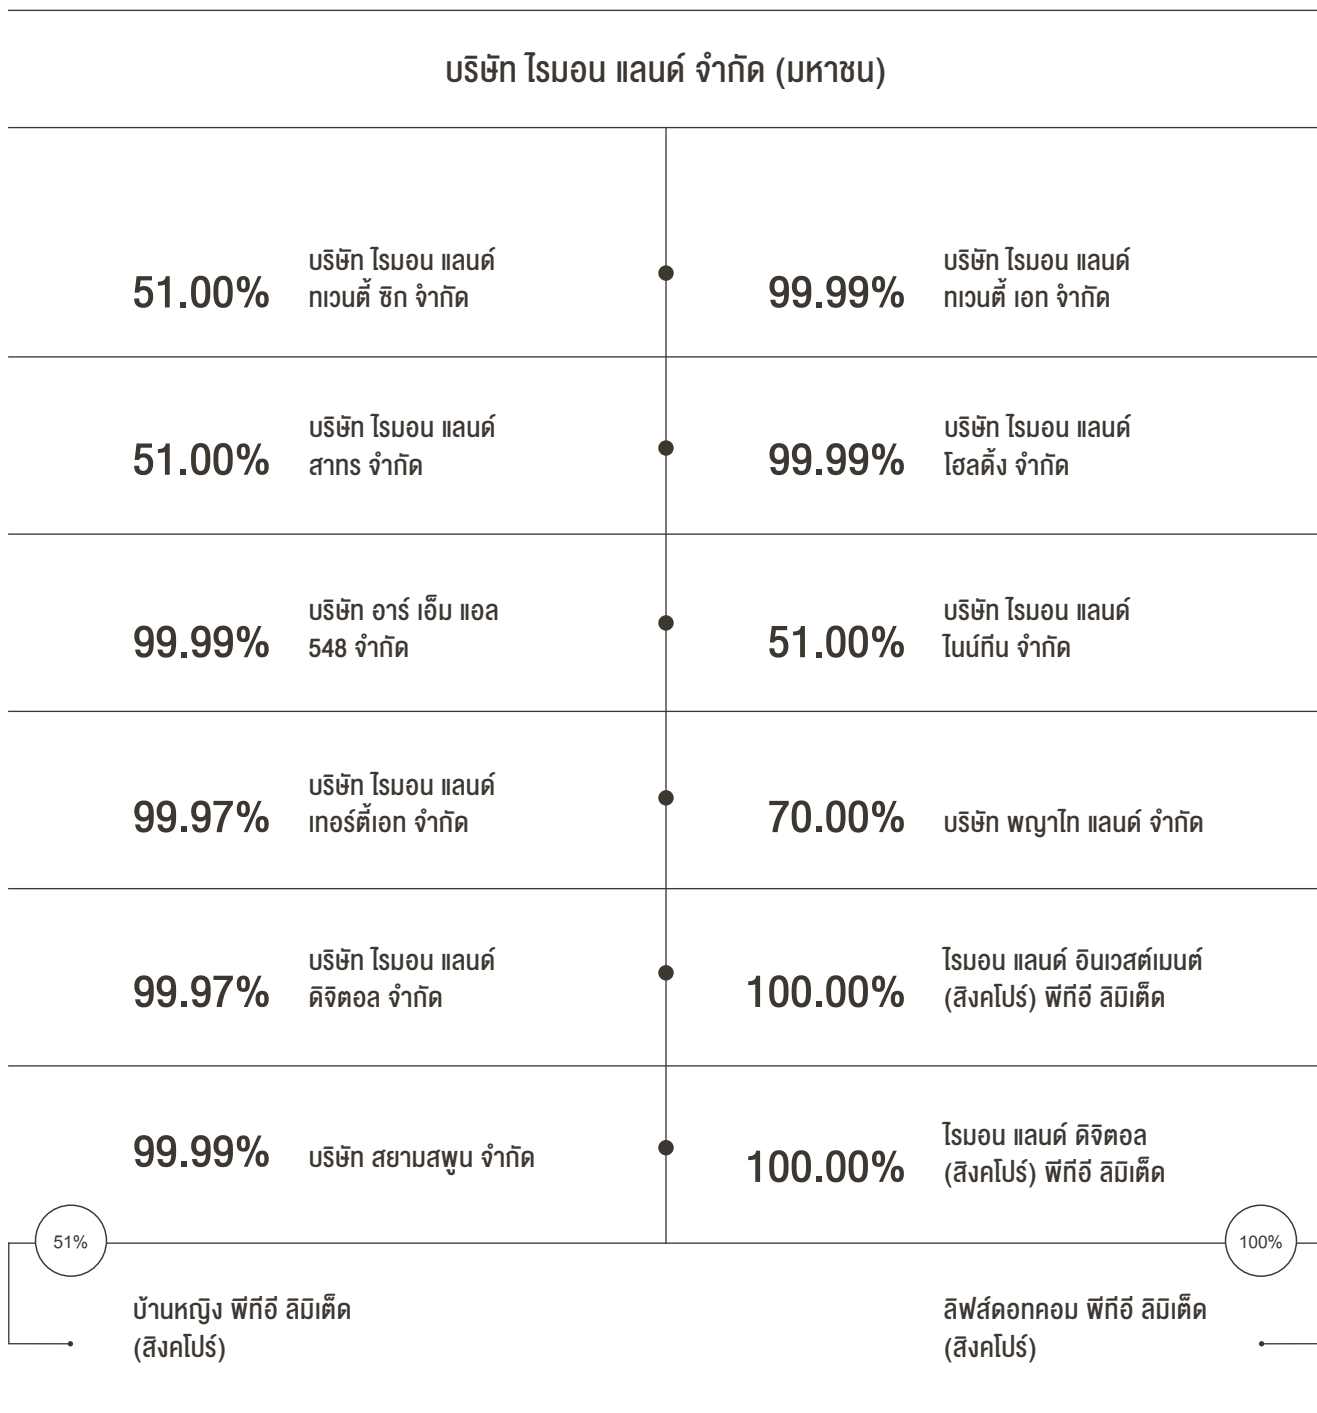 บริษัท ไรมอน แลนด์ จำกัด (มหาชน)
51.00%
บริษัท ไรมอน แลนด์
ทเวนตี้ ซิก จำกัด
99.99%
บริษัท ไรมอน แลนด์
ทเวนตี้ เอท จำกัด
51.00%
บริษัท ไรมอน แลนด์
สาทร จำกัด
99.99%
บริษัท ไรมอน แลนด์
โฮลดิ้ง จำกัด
99.99%
บริษัท อาร์ เอ็ม แอล
548 จำกัด
51.00%
บริษัท ไรมอน แลนด์
ไนน์ทีน จำกัด
99.97%
บริษัท ไรมอน แลนด์
เทอร์ตี้เอท จำกัด
70.00%
บริษัท พญาไท แลนด์ จำกัด
99.97%
บริษัท ไรมอน แลนด์
ดิจิตอล จำกัด
100.00%
ไรมอน แลนด์ อินเวสต์เมนต์
(สิงคโปร์) พีทีอี ลิมิเต็ด
99.99%
บริษัท สยามสพูน จำกัด
100.00%
ไรมอน แลนด์ ดิจิตอล
(สิงคโปร์) พีทีอี ลิมิเต็ด
51%
บ้านหญิง พีทีอี ลิมิเต็ด
(สิงคโปร์)
100%
ลิฟส์ดอทคอม พีทีอี ลิมิเต็ด
(สิงคโปร์)